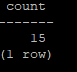 count
-------
15
(1 row)